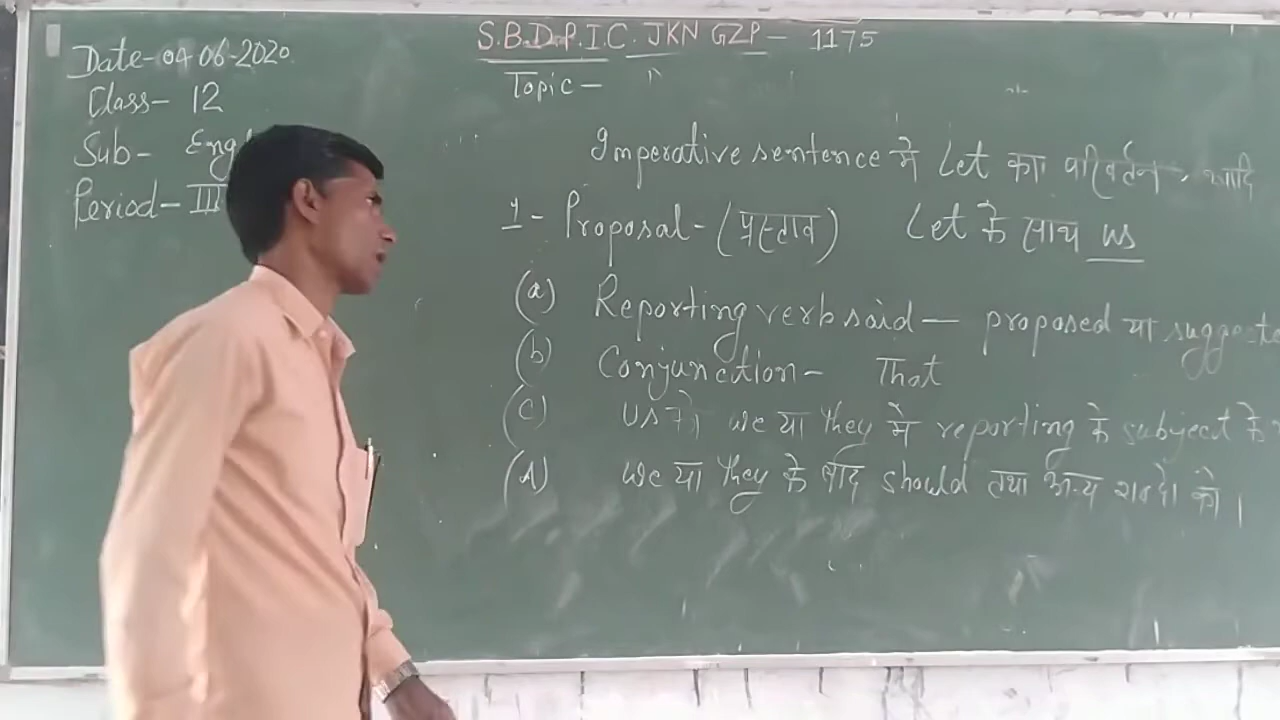 S.B.D.P.I.C. JKN GZP - 1175
Date-04-06-2020
Class- 12
Sub- Eng
Period- III
Topic -
Imperative sentence में Let का परिवर्तन, आदि
1- Proposal-(प्रस्ताव) Let के साथ us
(a) Reporting verb said — proposed या suggeste
(b) Conjunction - That
(c) us को we या they में reporting के subject के
(d) we या they के बाद should तथा अन्य शब्दो को।